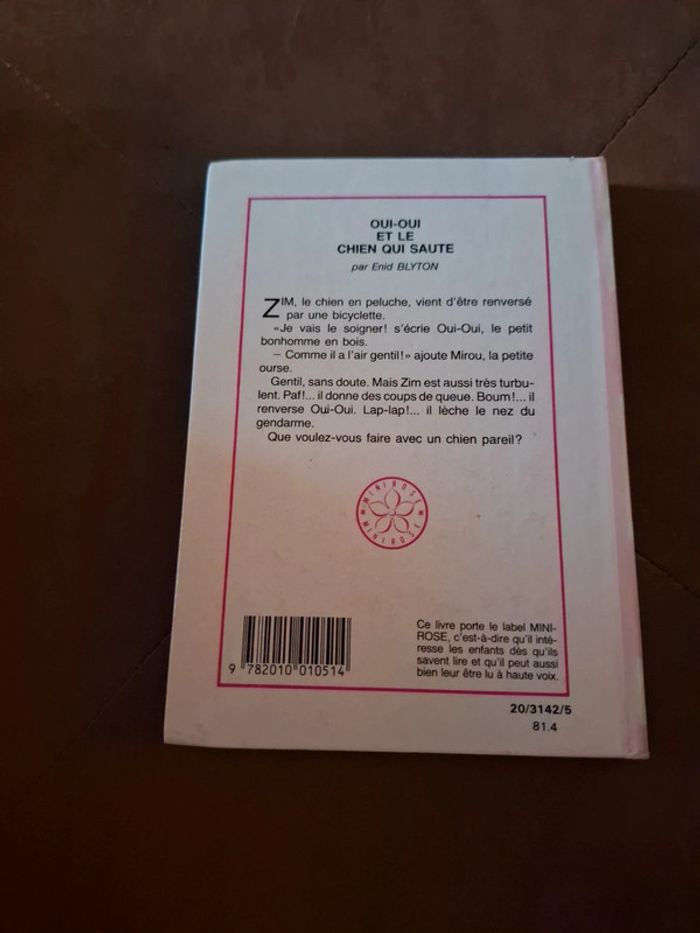 OUI-OUI
ET LE
CHIEN QUI SAUTE
par Enid BLYTON
ZIM, le chien en peluche, vient d'être renversé
par une bicyclette.
«Je vais le soigner! s'écrie Oui-Oui, le petit
bonhomme en bois.
– Comme il a l'air gentil!» ajoute Mirou, la petite
ourse.
Gentil, sans doute. Mais Zim est aussi très turbu-
lent. Paf!... il donne des coups de queue. Boum!... il
renverse Oui-Oui. Lap-lap!... il lèche le nez du
gendarme.
Que voulez-vous faire avec un chien pareil?
MINIROSE
MINIROSE
Ce livre porte le label MINI-
ROSE, c'est-à-dire qu'il inté-
resse les enfants dès qu'ils
savent lire et qu'il peut aussi
bien leur être lu à haute voix.
9 782010 010514
20/3142/5
81.4